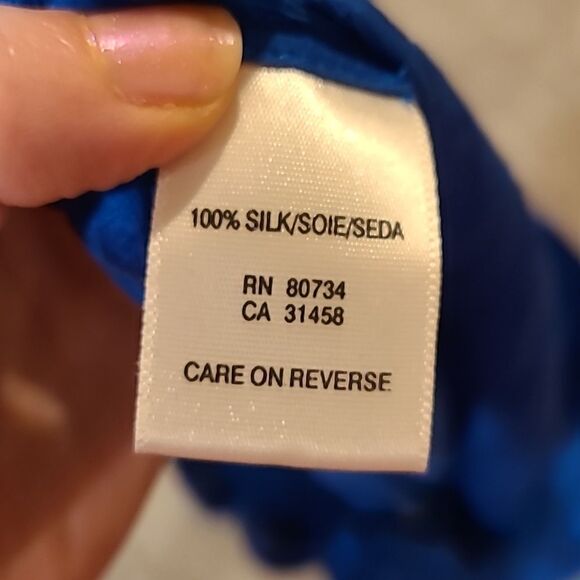 100% SILK/SOIE/SEDA
RN 80734
CA 31458
CARE ON REVERSE